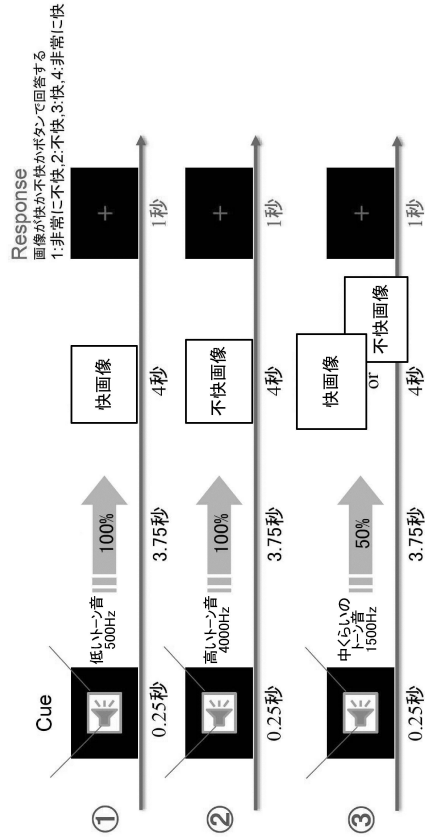 Cue
Response
画像が快か不快かボタンで回答する
1:非常に不快,2:不快,3:快,4:非常に快
①
低いトーン音
500Hz
100%
快画像
0.25秒
3.75秒
4秒
1秒
②
高いトーン音
4000Hz
100%
不快画像
0.25秒
3.75秒
4秒
1秒
③
中くらいの
トーン音
1500Hz
50%
快画像
or
不快画像
0.25秒
3.75秒
4秒
1秒